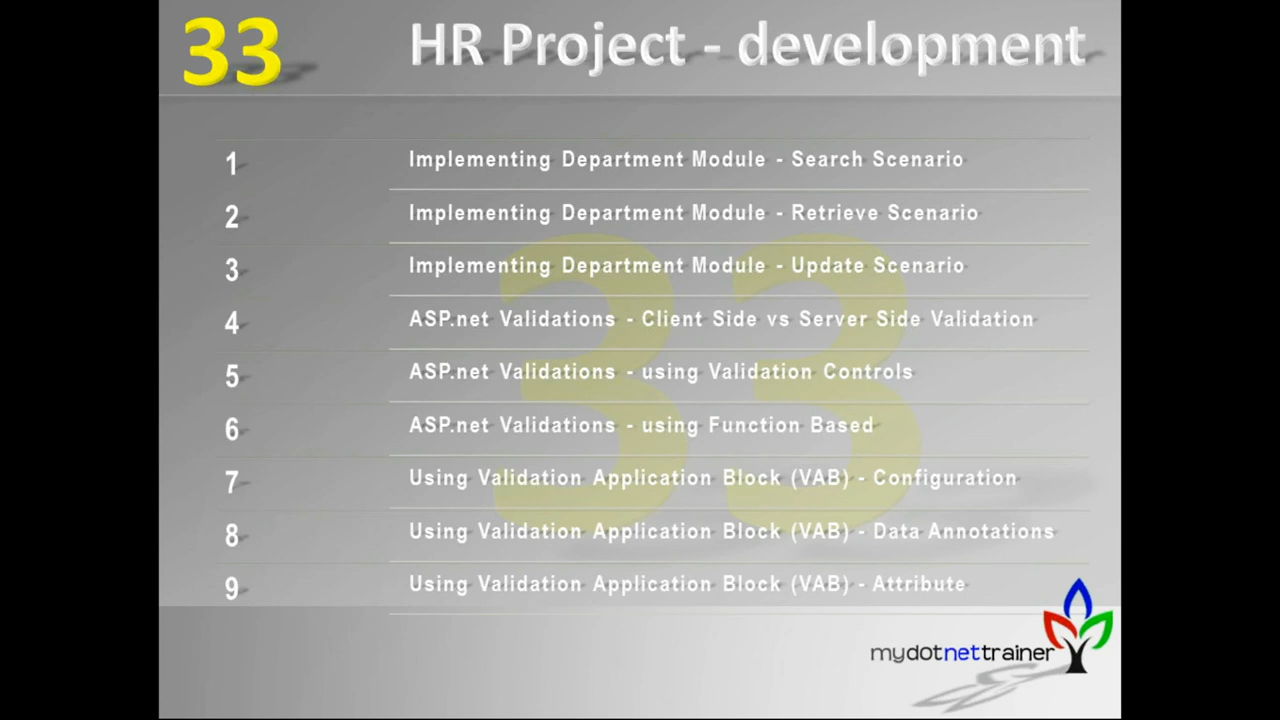 33 HR Project - development
1 Implementing Department Module - Search Scenario
2 Implementing Department Module - Retrieve Scenario
3 Implementing Department Module - Update Scenario
4 ASP.net Validations - Client Side vs Server Side Validation
5 ASP.net Validations - using Validation Controls
6 ASP.net Validations - using Function Based
7 Using Validation Application Block (VAB) - Configuration
8 Using Validation Application Block (VAB) - Data Annotations
9 Using Validation Application Block (VAB) - Attribute
33
mydotnettrainer